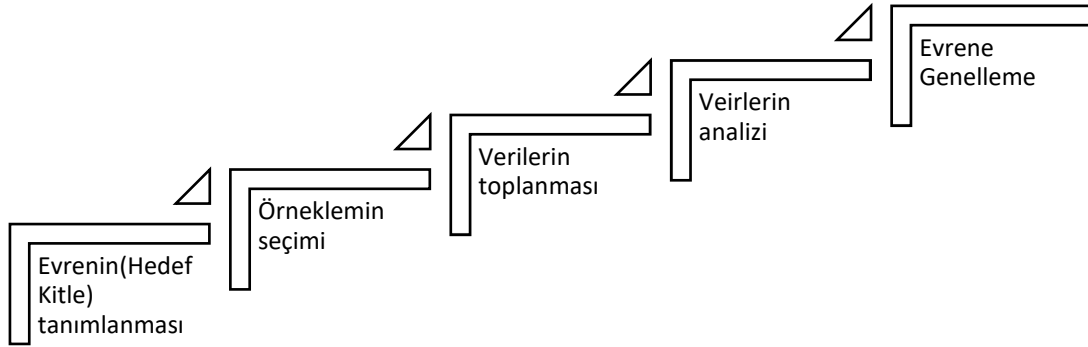 Evrenin(Hedef
Kitle)
tanımlanması
Örneklemin
seçimi
Verilerin
toplanması
Veirlerin
analizi
Evrene
Genelleme